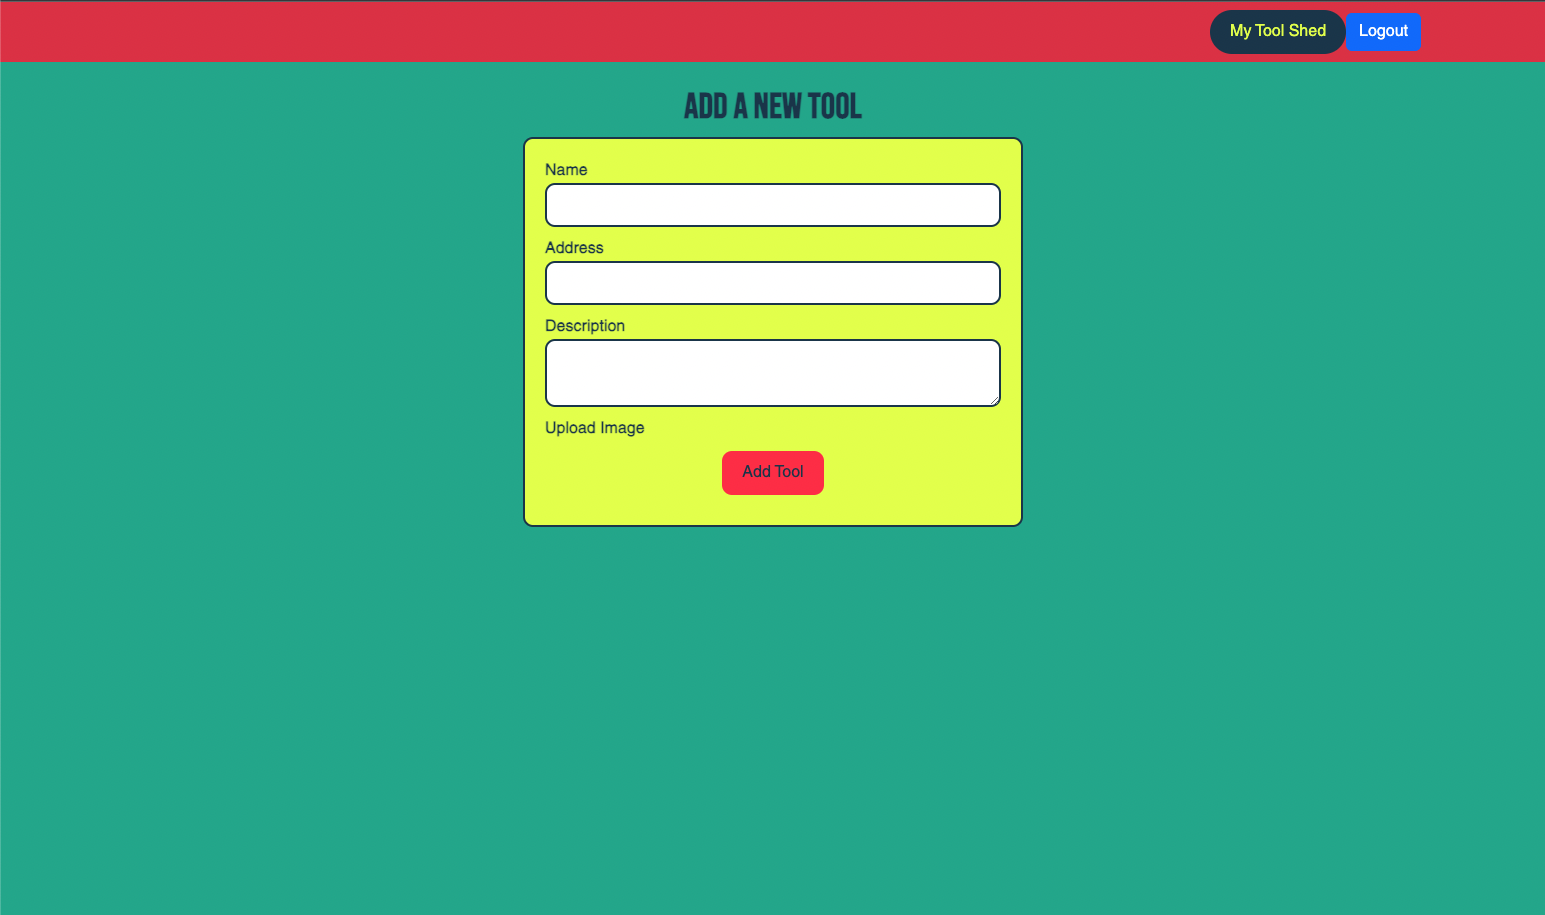 My Tool Shed Logout
ADD A NEW TOOL
Name
Address
Description
Upload Image
Add Tool